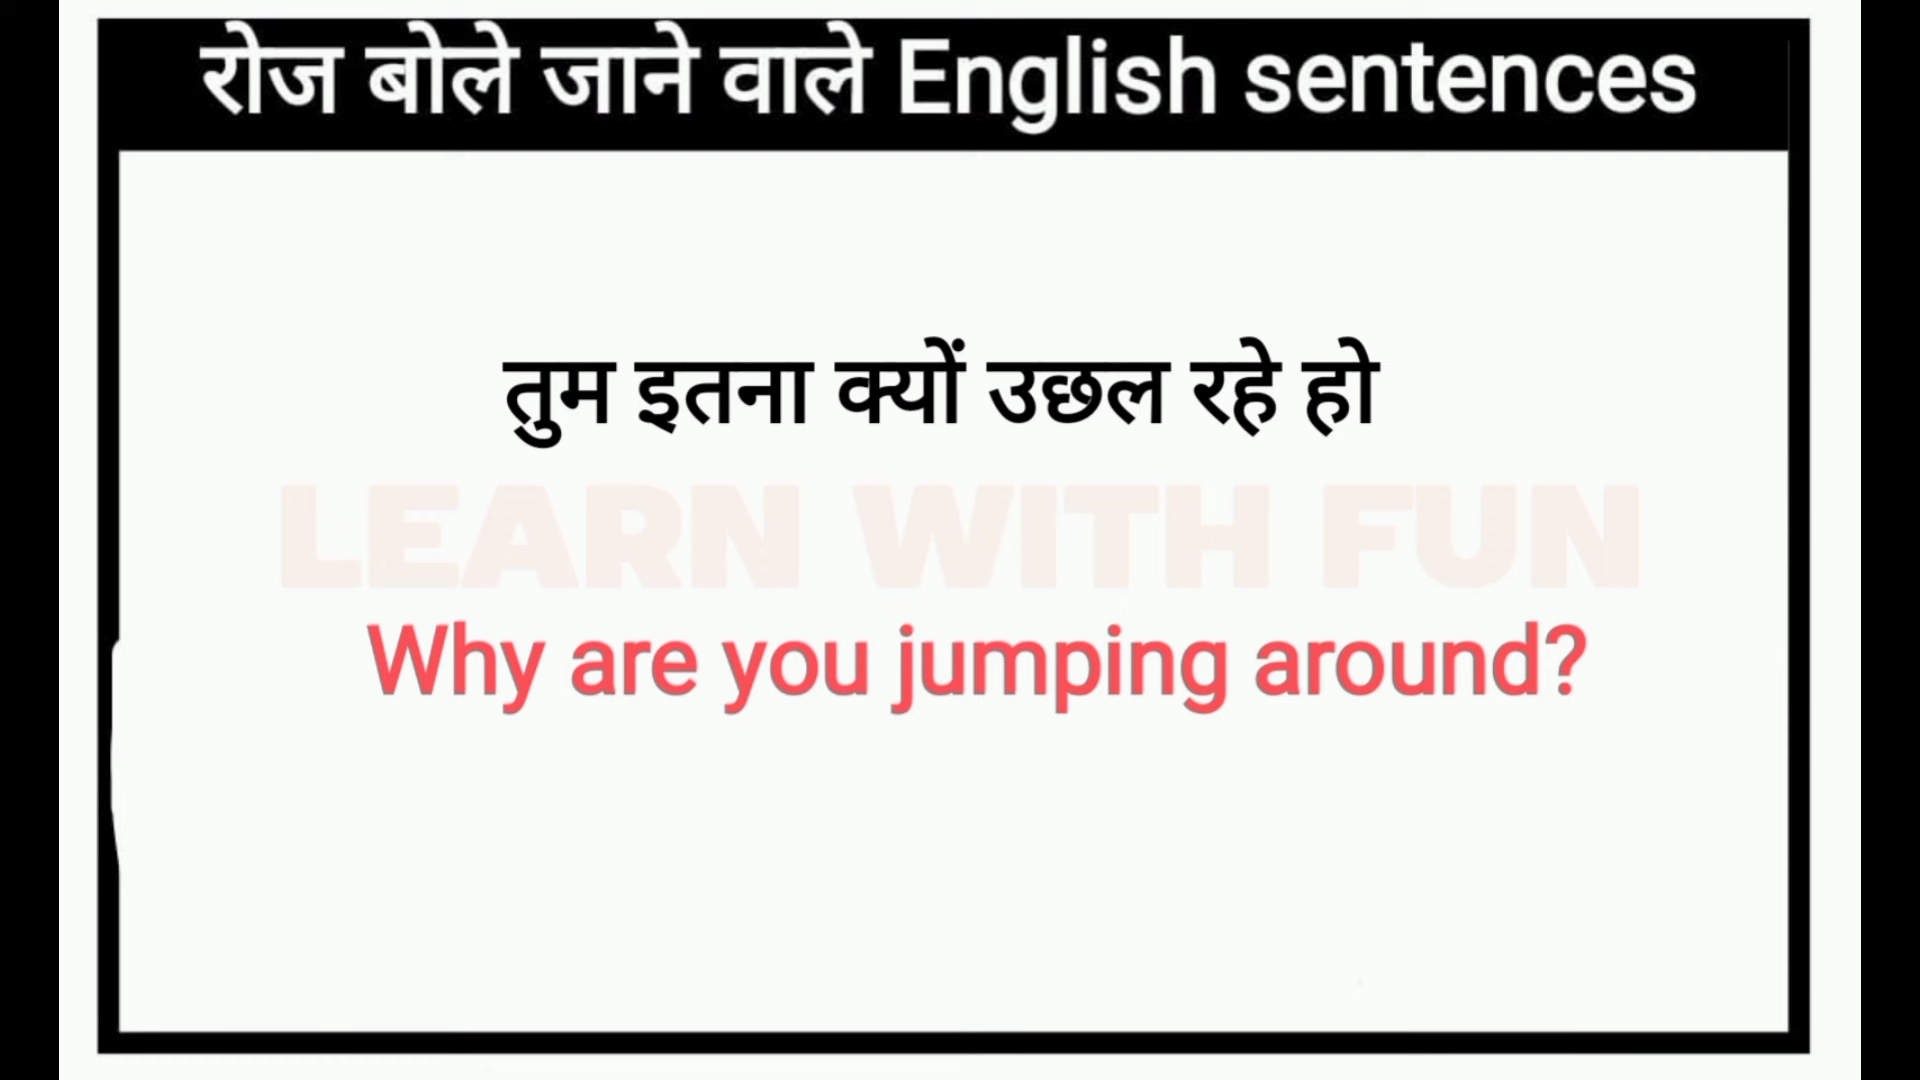 रोज बोले जाने वाले English sentences
तुम इतना क्यों उछल रहे हो
LEARN WITH FUN
Why are you jumping around?